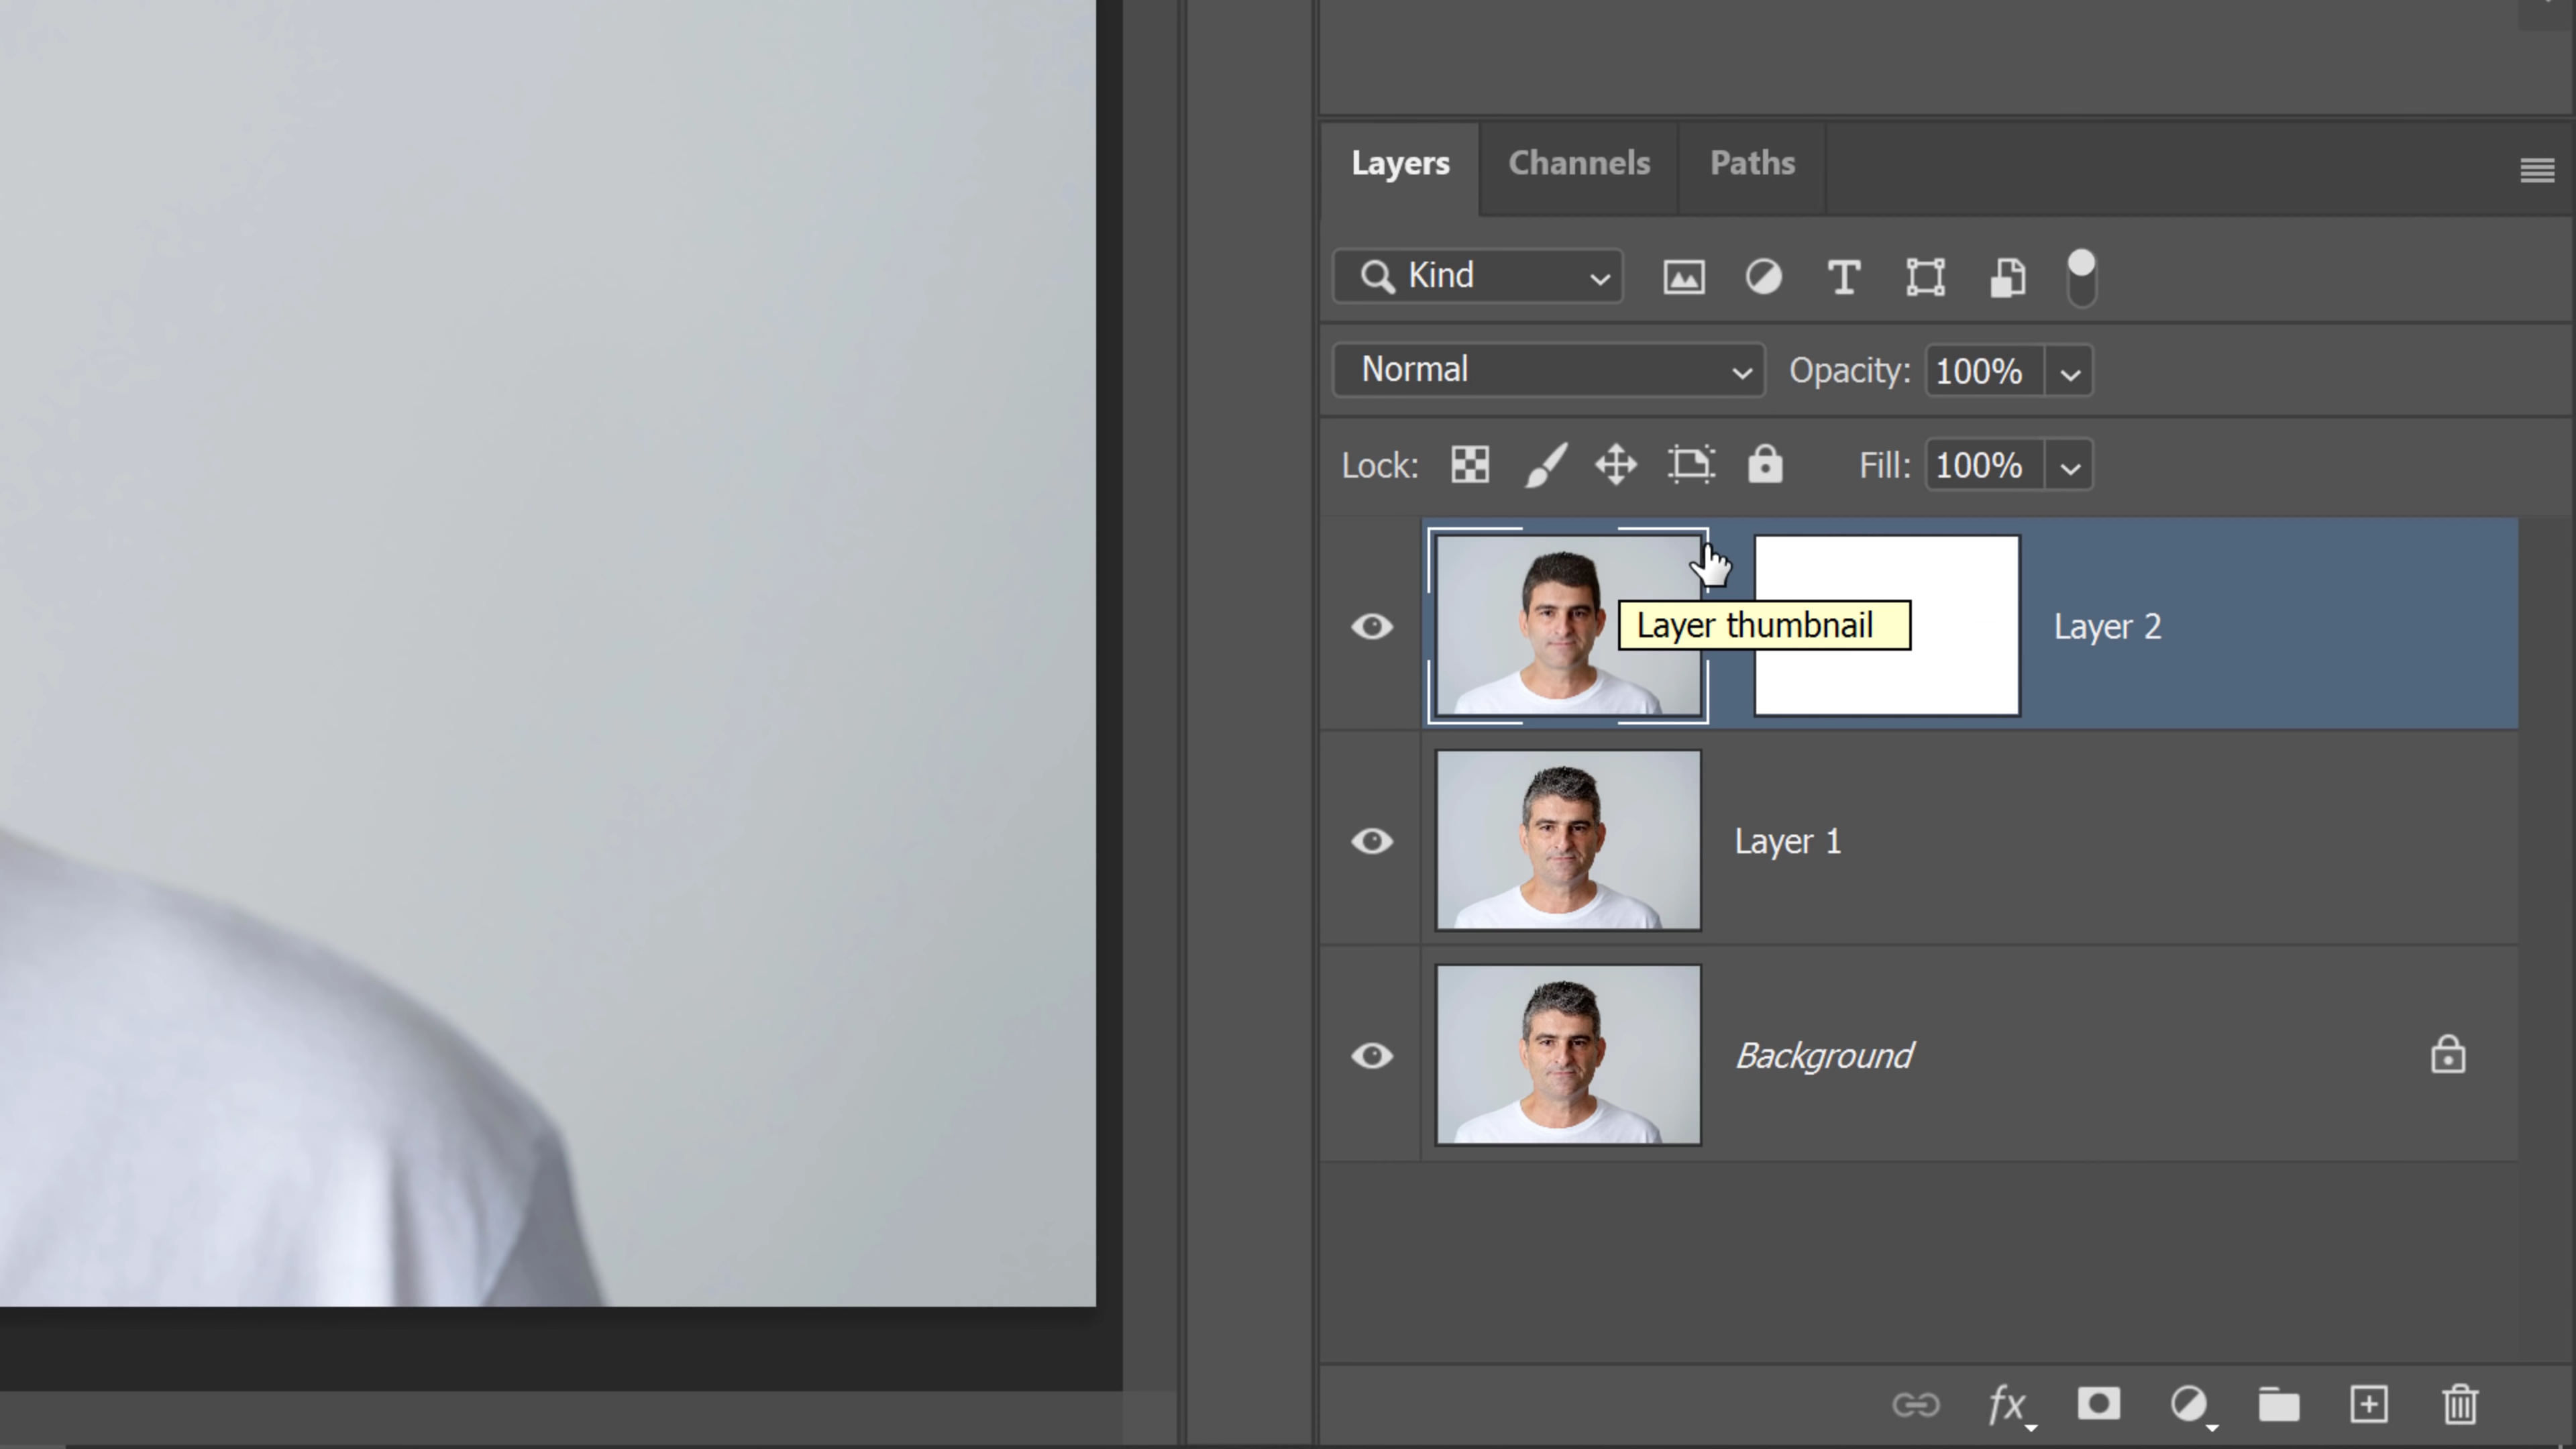 Layers Channels Paths
Kind
Normal Opacity: 100%
Lock: Fill: 100%
Layer thumbnail
Layer 2
Layer 1
Background
fx